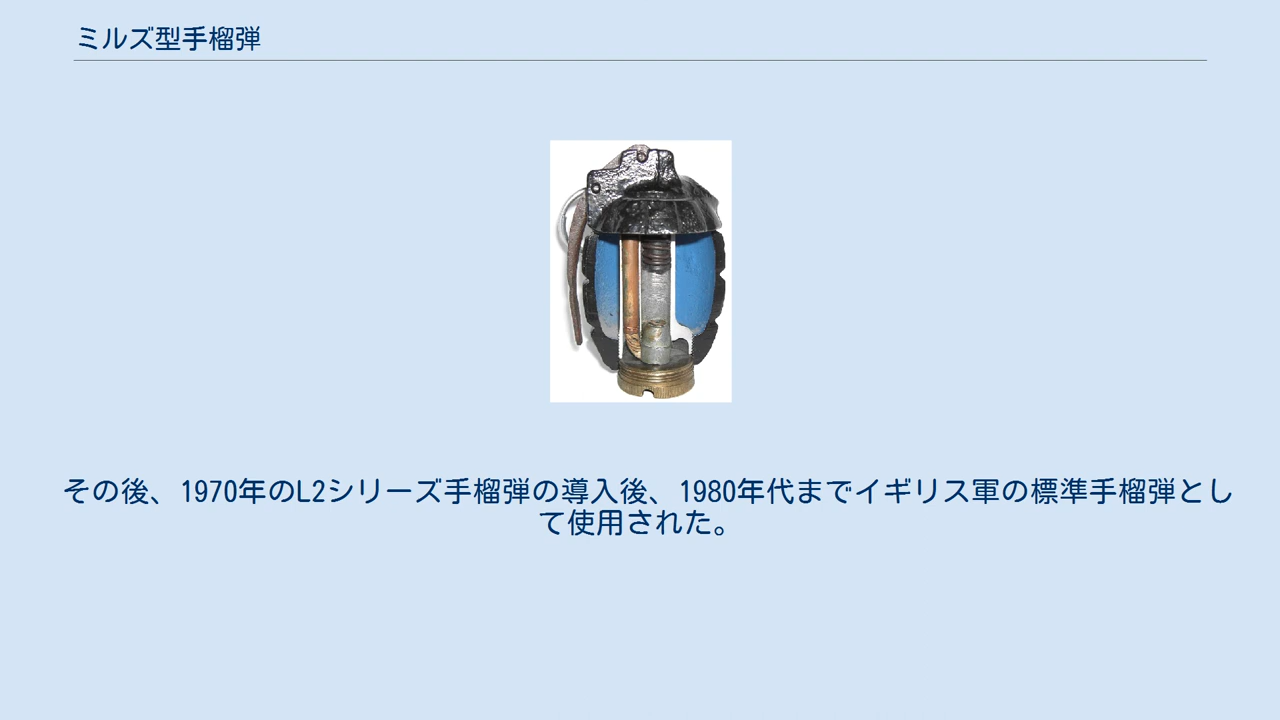 ミルズ型手榴弾
その後、1970年のL2シリーズ手榴弾の導入後、1980年代までイギリス軍の標準手榴弾とし
て使用された。